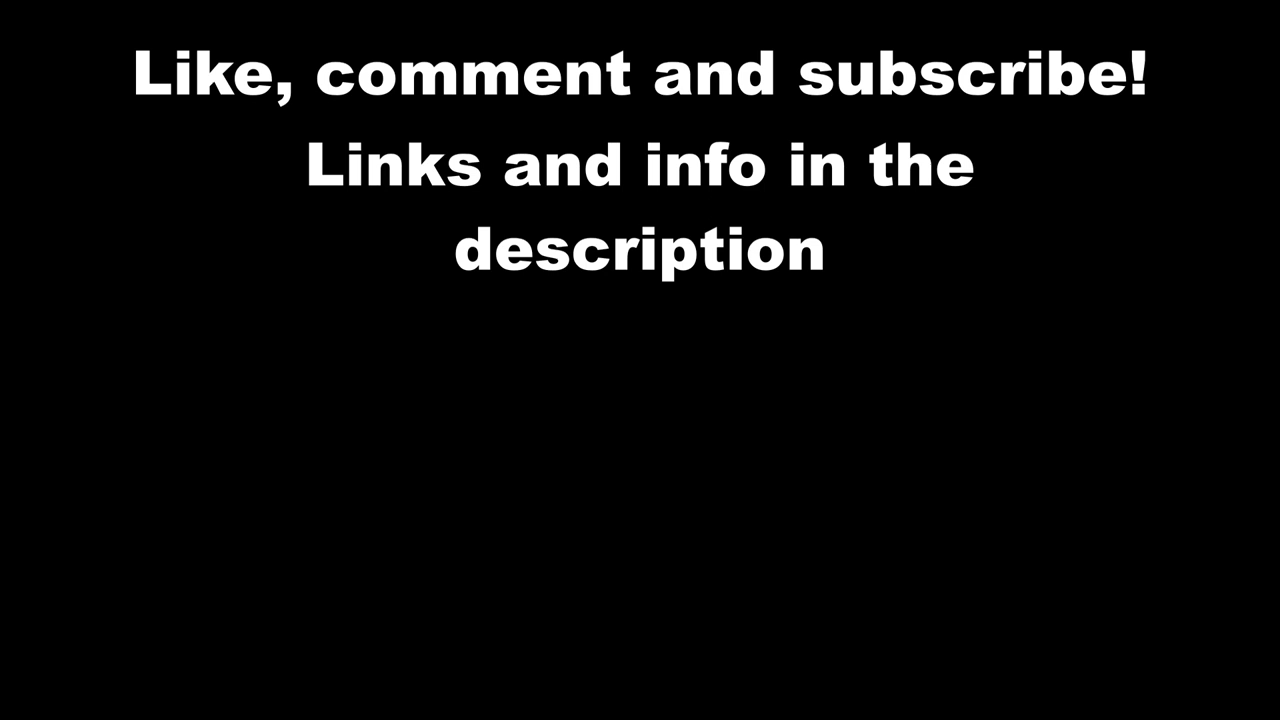 Like, comment and subscribe!
Links and info in the
description